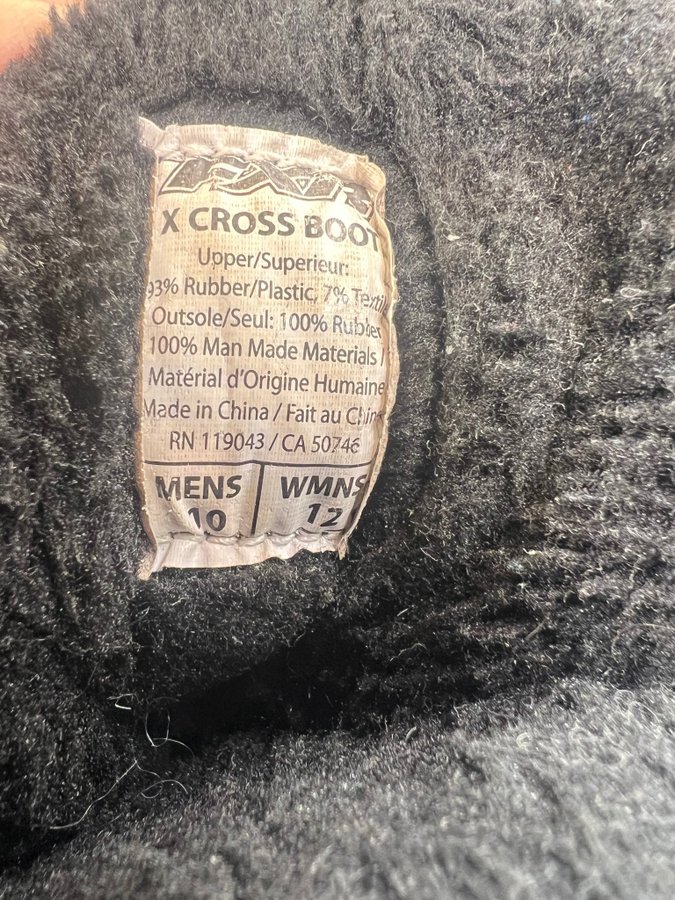 FXR
X CROSS BOOT
Upper/Superieur:
93% Rubber/Plastic, 7% Textil
Outsole/Seul: 100% Rubber
100% Man Made Materials /
Matérial d'Origine Humaine
Made in China / Fait au Chine
RN 119043 / CA 50746
MENS WMNS
10 12